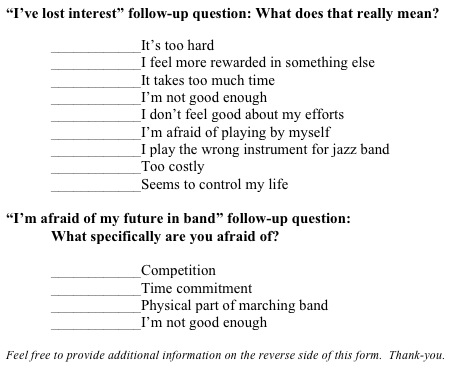 “I’ve lost interest” follow-up question: What does that really mean?
____________It’s too hard
____________I feel more rewarded in something else
____________It takes too much time
____________I’m not good enough
____________I don’t feel good about my efforts
____________I’m afraid of playing by myself
____________I play the wrong instrument for jazz band
____________Too costly
____________Seems to control my life
“I’m afraid of my future in band” follow-up question:
What specifically are you afraid of?
____________Competition
____________Time commitment
____________Physical part of marching band
____________I’m not good enough
Feel free to provide additional information on the reverse side of this form. Thank-you.